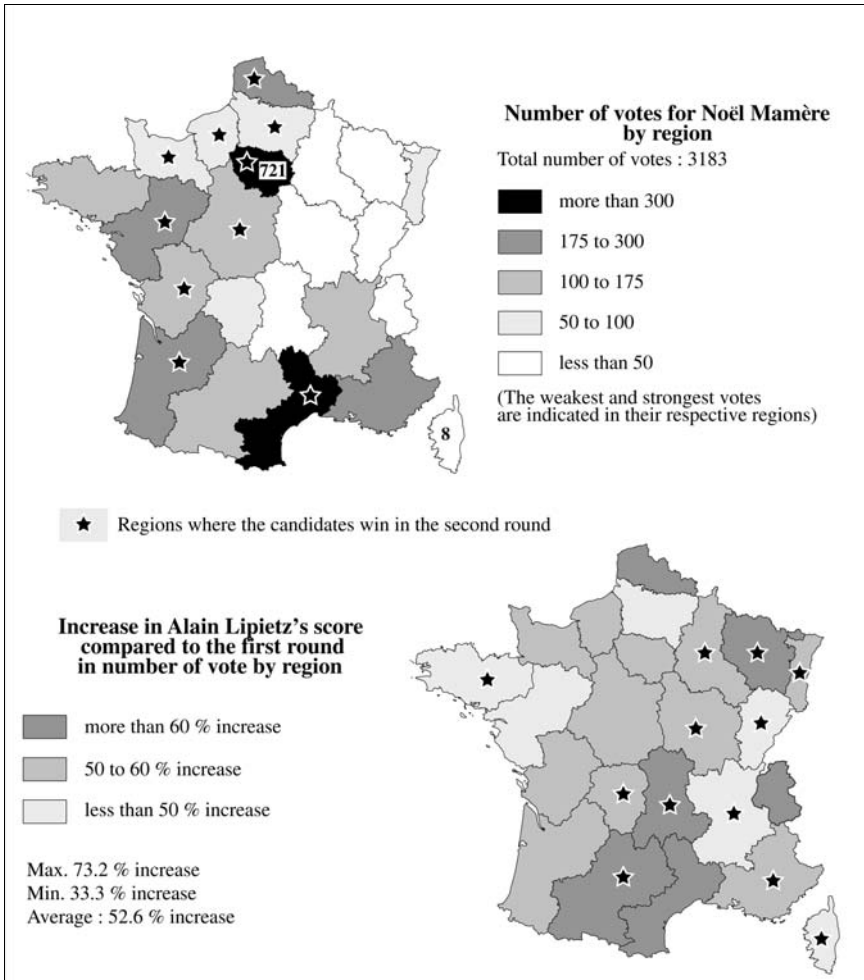 Number of votes for Noël Mamère
by region
Total number of votes : 3183
721
more than 300
175 to 300
100 to 175
50 to 100
less than 50
(The weakest and strongest votes
are indicated in their respective regions)
8
Regions where the candidates win in the second round
Increase in Alain Lipietz’s score
compared to the first round
in number of vote by region
more than 60 % increase
50 to 60 % increase
less than 50 % increase
Max. 73.2 % increase
Min. 33.3 % increase
Average : 52.6 % increase